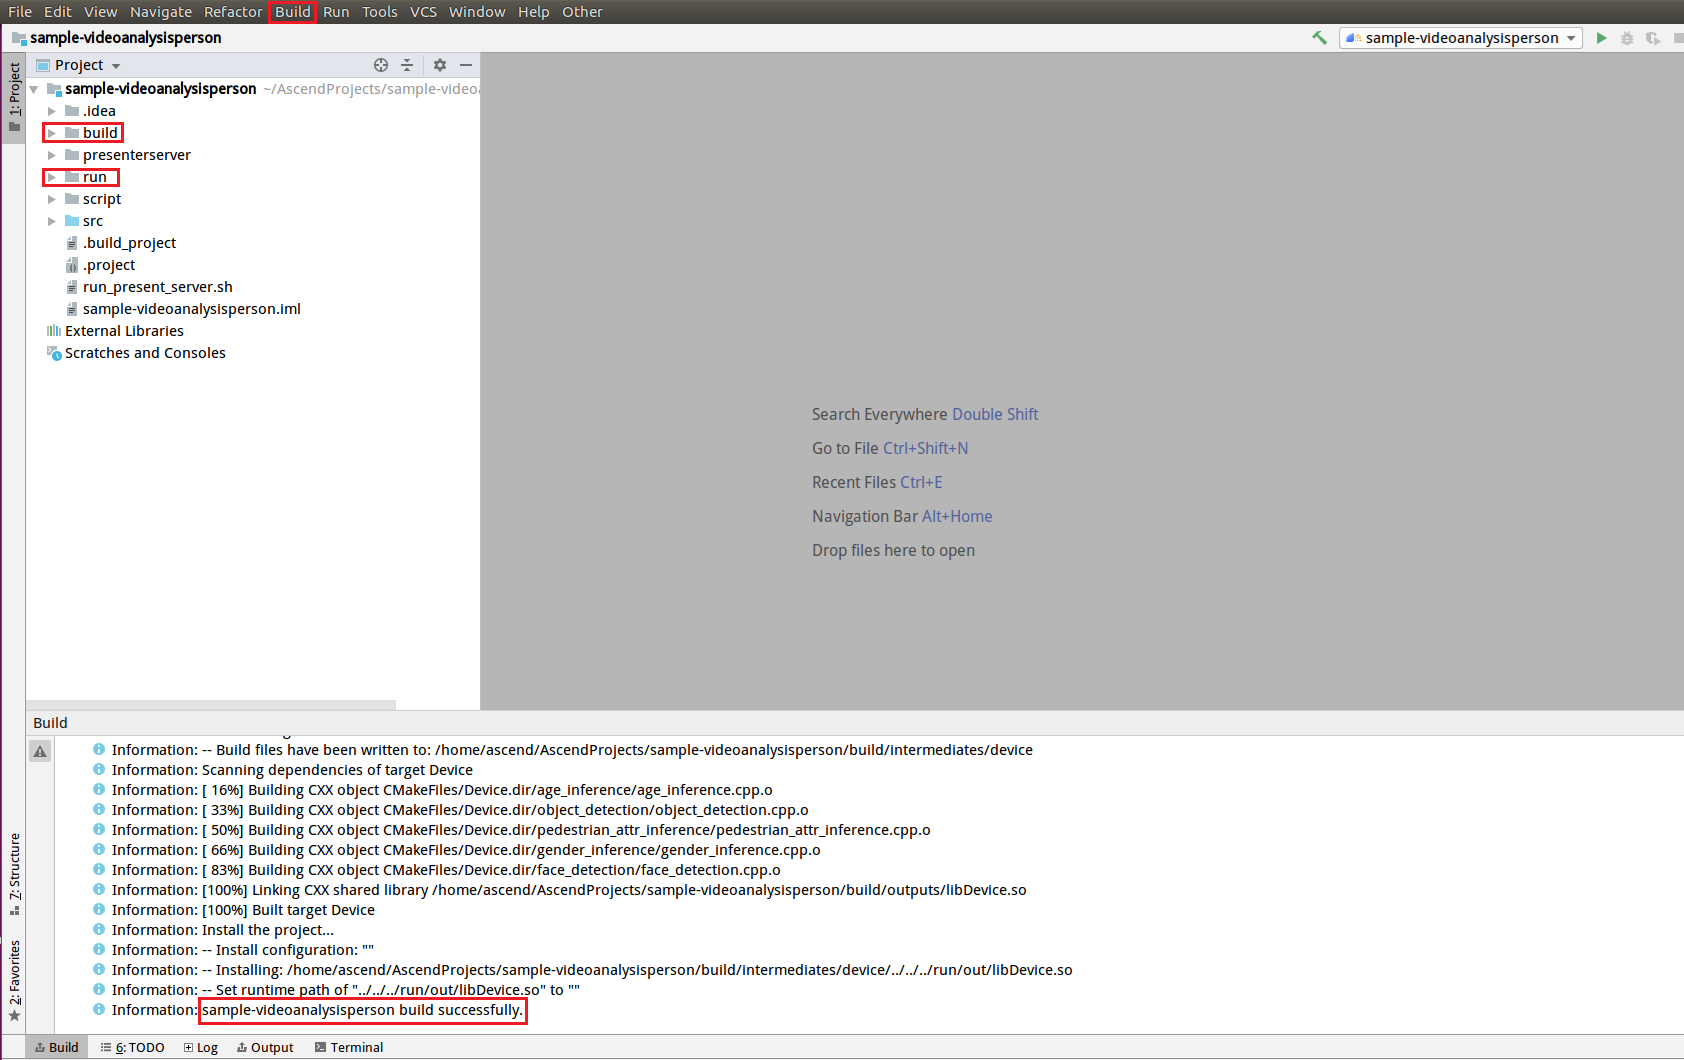 File Edit View Navigate Refactor Build Run Tools VCS Window Help Other
sample-videoanalysisperson
sample-videoanalysisperson
1: Project
Project
sample-videoanalysisperson ~/AscendProjects/sample-videoa
.idea
build
presenterserver
run
script
src
.build_project
.project
run_present_server.sh
sample-videoanalysisperson.iml
External Libraries
Scratches and Consoles
Search Everywhere Double Shift
Go to File Ctrl+Shift+N
Recent Files Ctrl+E
Navigation Bar Alt+Home
Drop files here to open
Build
Information: -- Build files have been written to: /home/ascend/AscendProjects/sample-videoanalysisperson/build/intermediates/device
Information: Scanning dependencies of target Device
Information: [ 16%] Building CXX object CMakeFiles/Device.dir/age_inference/age_inference.cpp.o
Information: [ 33%] Building CXX object CMakeFiles/Device.dir/object_detection/object_detection.cpp.o
Information: [ 50%] Building CXX object CMakeFiles/Device.dir/pedestrian_attr_inference/pedestrian_attr_inference.cpp.o
Information: [ 66%] Building CXX object CMakeFiles/Device.dir/gender_inference/gender_inference.cpp.o
Information: [ 83%] Building CXX object CMakeFiles/Device.dir/face_detection/face_detection.cpp.o
Information: [100%] Linking CXX shared library /home/ascend/AscendProjects/sample-videoanalysisperson/build/outputs/libDevice.so
Information: [100%] Built target Device
Information: Install the project...
Information: -- Install configuration: ""
Information: -- Installing: /home/ascend/AscendProjects/sample-videoanalysisperson/build/intermediates/device/../../../run/out/libDevice.so
Information: -- Set runtime path of "../../../run/out/libDevice.so" to ""
Information: sample-videoanalysisperson build successfully.
7: Structure
2: Favorites
Build 6: TODO Log Output Terminal